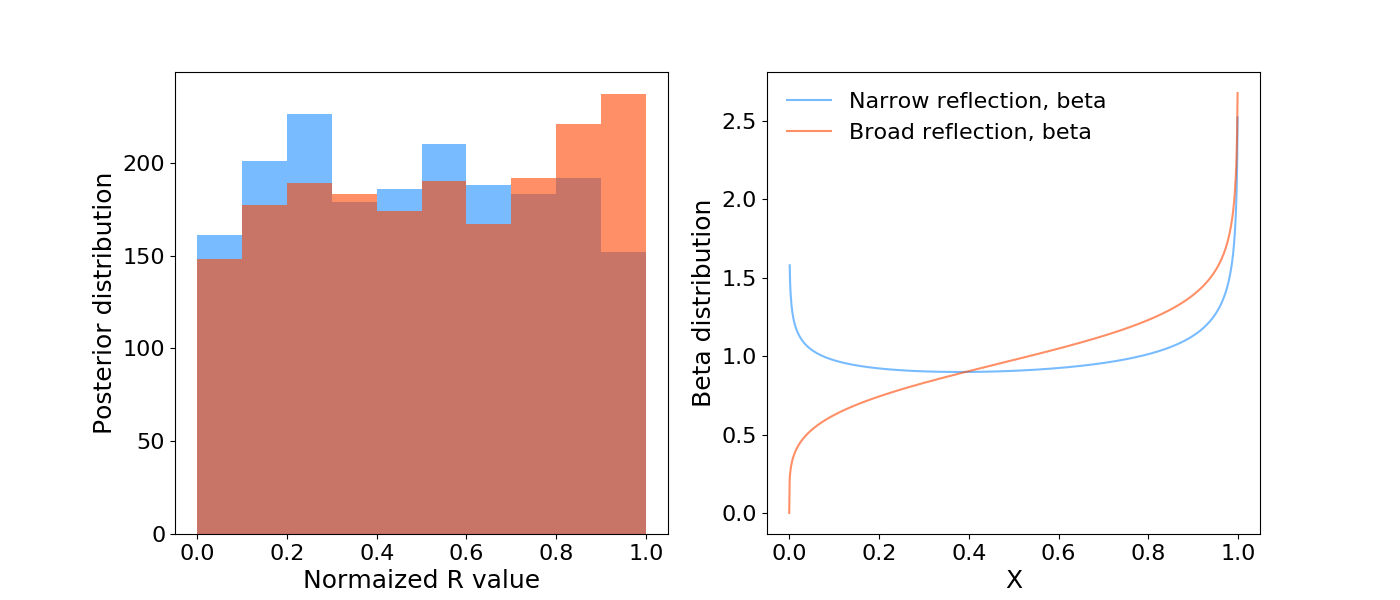 Posterior distribution
200
150
100
50
0
0.0 0.2 0.4 0.6 0.8 1.0
Normaized R value
Beta distribution
2.5
2.0
1.5
1.0
0.5
0.0
Narrow reflection, beta
Broad reflection, beta
0.0 0.2 0.4 0.6 0.8 1.0
X